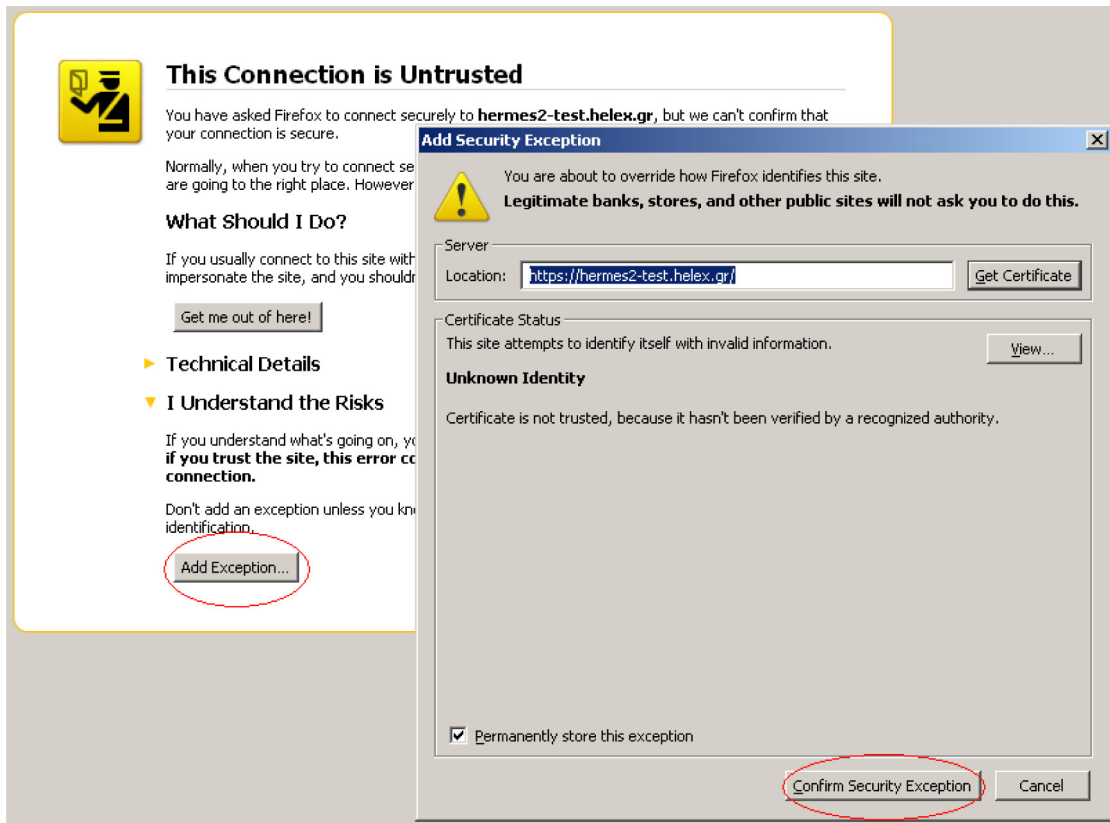 This Connection is Untrusted
You have asked Firefox to connect securely to hermes2-test.helex.gr, but we can't confirm that
your connection is secure.
Normally, when you try to connect se
are going to the right place. However
What Should I Do?
If you usually connect to this site with
impersonate the site, and you shouldn
Get me out of here!
Technical Details
I Understand the Risks
If you understand what's going on, yo
if you trust the site, this error co
connection.
Don't add an exception unless you kno
identification.
Add Exception...
Add Security Exception
You are about to override how Firefox identifies this site.
Legitimate banks, stores, and other public sites will not ask you to do this.
Server
Location: https://hermes2-test.helex.gr/ Get Certificate
Certificate Status
This site attempts to identify itself with invalid information.
View...
Unknown Identity
Certificate is not trusted, because it hasn't been verified by a recognized authority.
Permanently store this exception
Confirm Security Exception Cancel